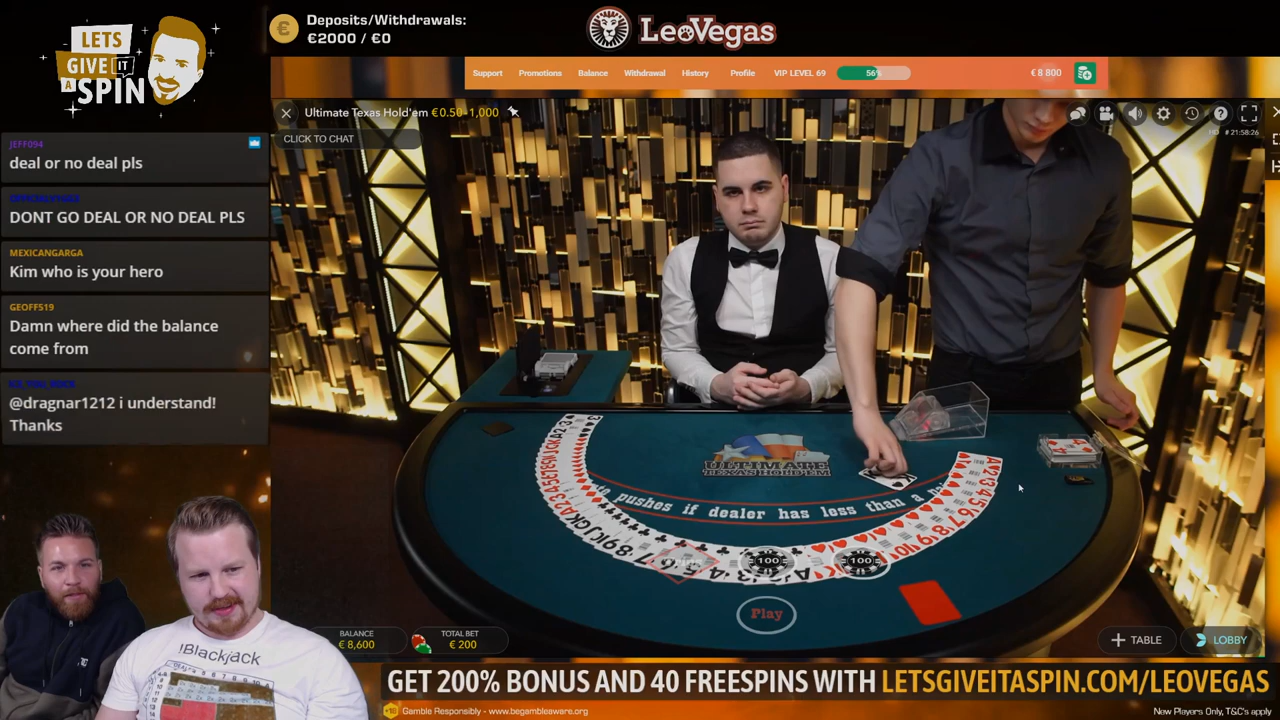 LETS
GIVE IT
A SPIN
Deposits/Withdrawals:
€2000 / €0
LeoVegas
Support
Promotions
Balance
Withdrawal
History
Profile
VIP LEVEL 69
56%
€8 800
Ultimate Texas Hold'em €0.50-1,000
CLICK TO CHAT
HD # 21:58:26
JEFF094
deal or no deal pls
DONT GO DEAL OR NO DEAL PLS
MEXICANGARGA
Kim who is your hero
GEOFF519
Damn where did the balance
come from
@dragnar1212 i understand!
Thanks
ULTIMATE
TEXAS HOLD'EM
pushes if dealer has less than a
100
100
Play
!Blackjack
BALANCE
€ 8,600
TOTAL BET
€ 200
TABLE
LOBBY
GET 200% BONUS AND 40 FREESPINS WITH LETSGIVEITASPIN.COM/LEOVEGAS
Gamble Responsibly - www.begambleaware.org
New Players Only, T&C's apply